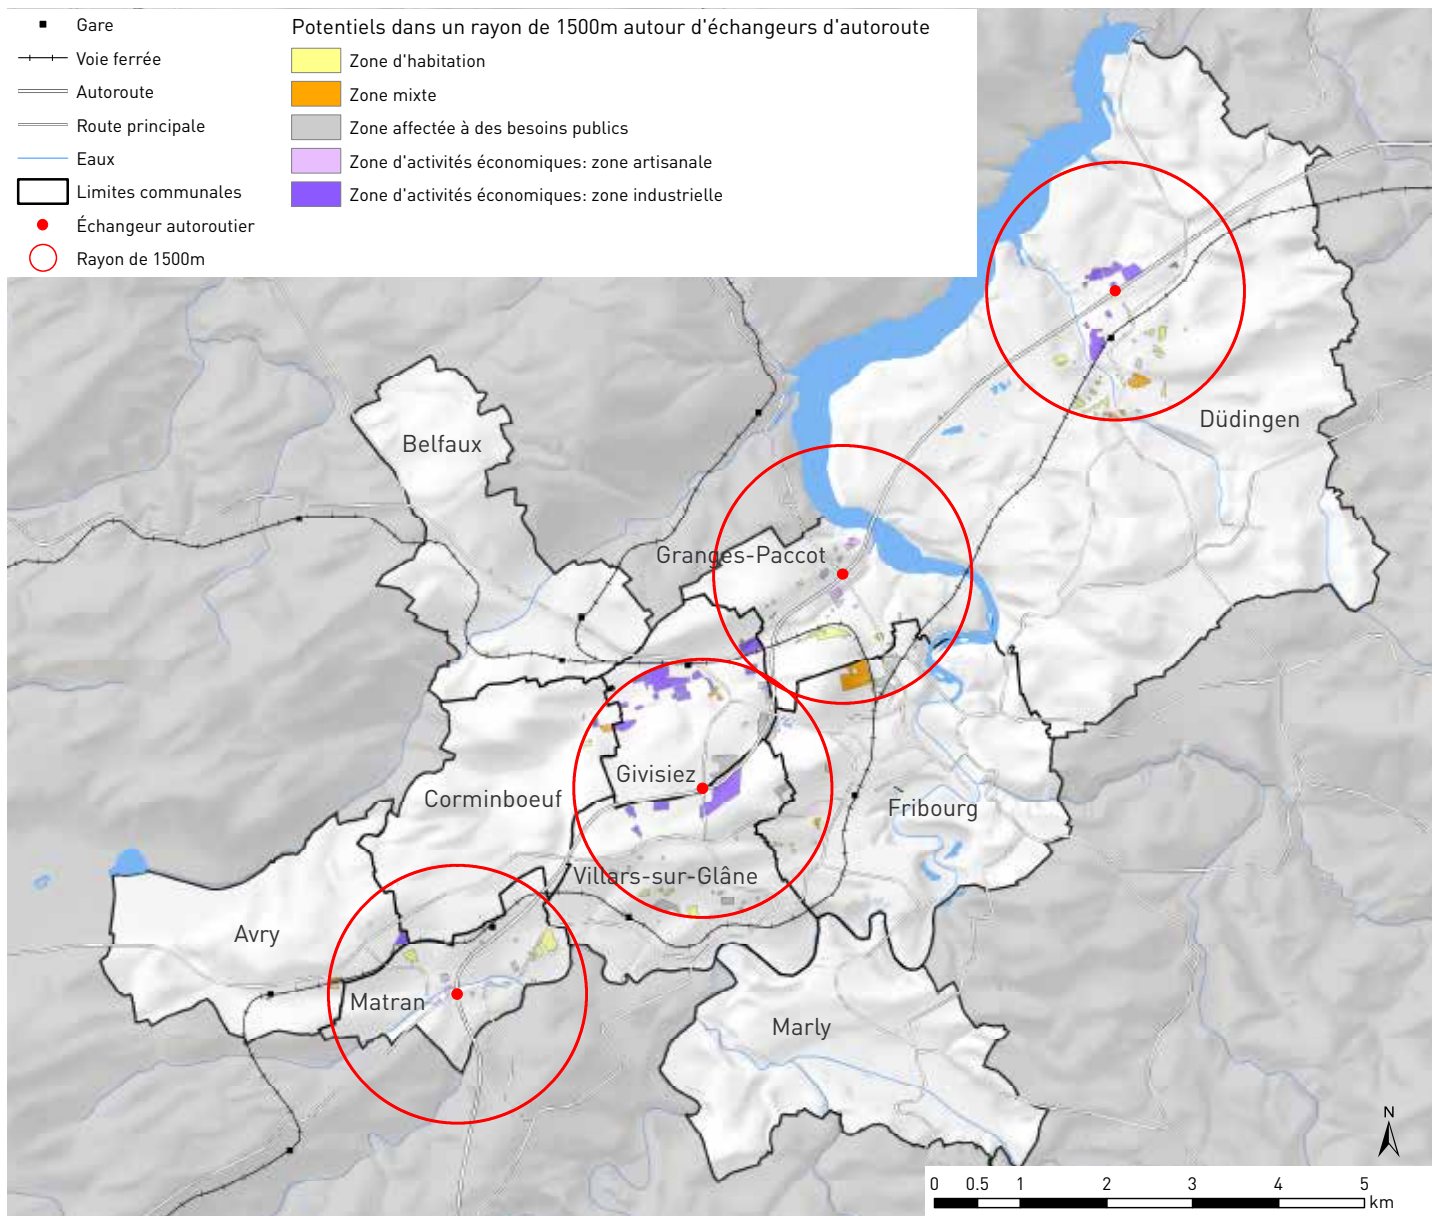 Gare
Voie ferrée
Autoroute
Route principale
Eaux
Limites communales
Échangeur autoroutier
Rayon de 1500m
Potentiels dans un rayon de 1500m autour d'échangeurs d'autoroute
Zone d'habitation
Zone mixte
Zone affectée à des besoins publics
Zone d'activités économiques: zone artisanale
Zone d'activités économiques: zone industrielle
Düdingen
Belfaux
Granges-Paccot
Givisiez
Corminboeuf
Fribourg
Villars-sur-Glâne
Avry
Matran
Marly
N
0 0.5 1 2 3 4 5
km